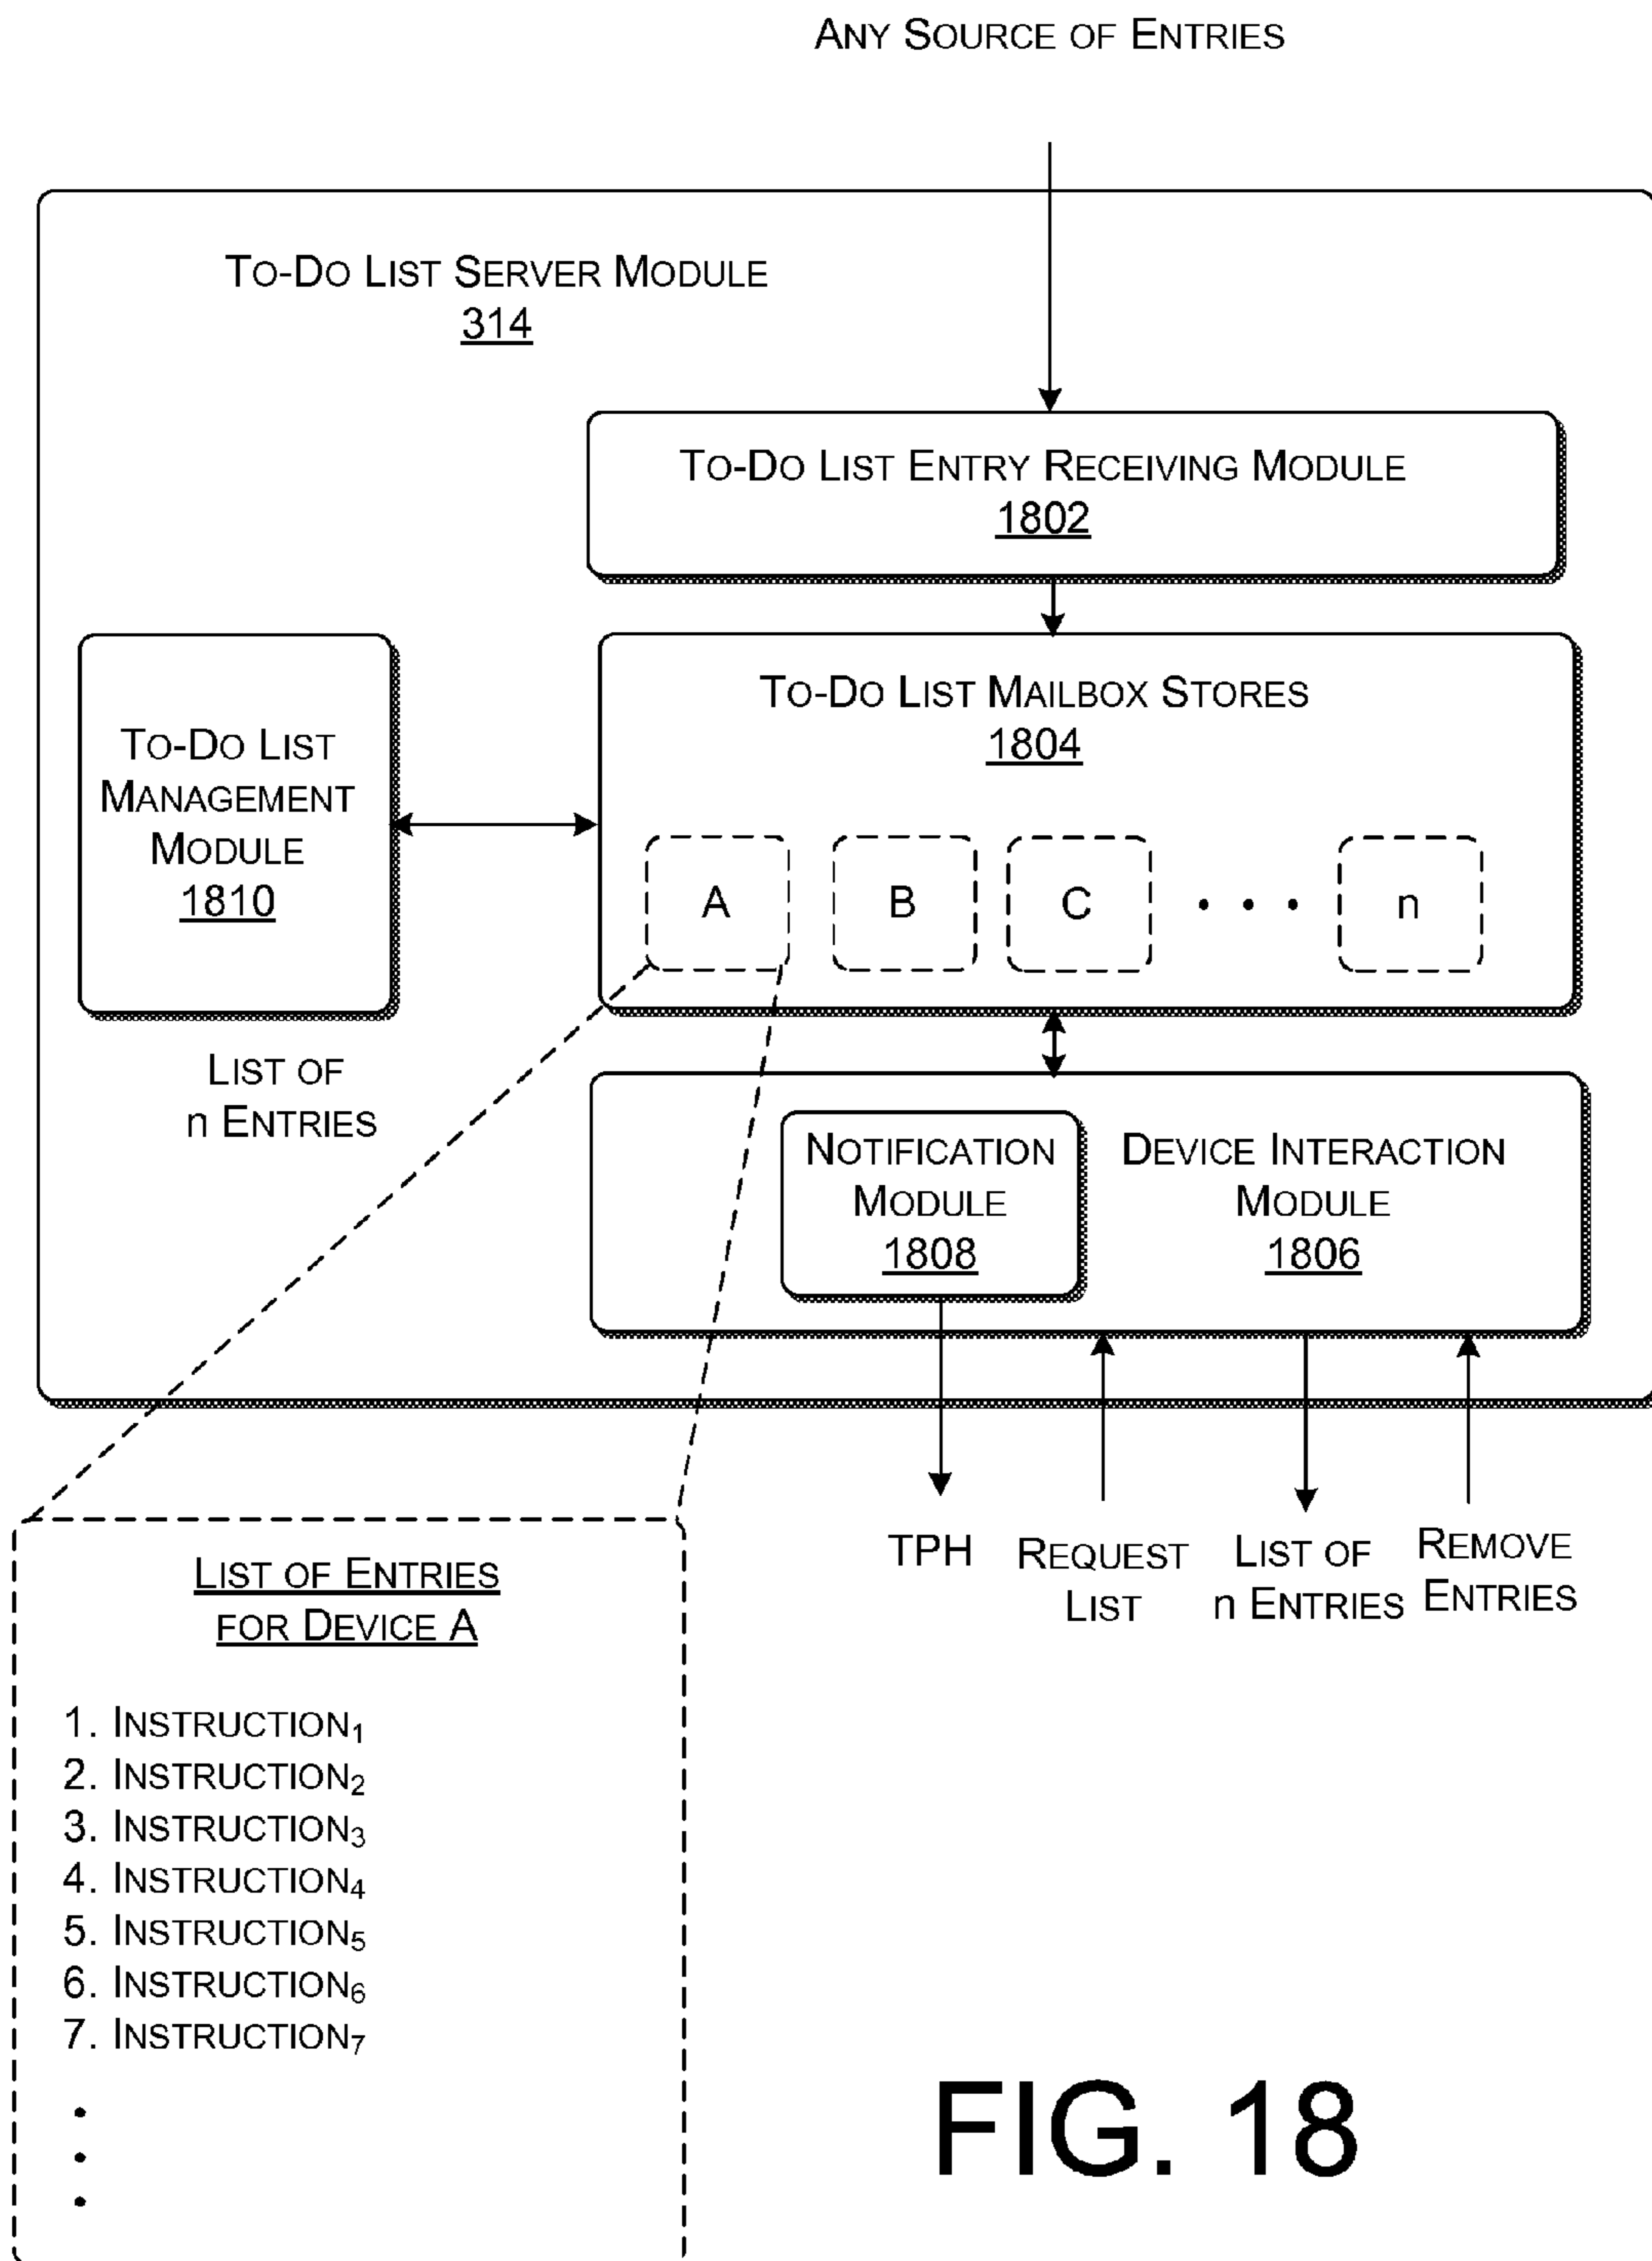 ANY SOURCE OF ENTRIES
TO-DO LIST SERVER MODULE
314
TO-DO LIST ENTRY RECEIVING MODULE
1802
TO-DO LIST
MANAGEMENT
MODULE
1810
TO-DO LIST MAILBOX STORES
1804
A
B
C
• • •
n
LIST OF
n ENTRIES
NOTIFICATION
MODULE
1808
DEVICE INTERACTION
MODULE
1806
TPH
REQUEST
LIST
LIST OF
n ENTRIES
REMOVE
ENTRIES
LIST OF ENTRIES
FOR DEVICE A
1. INSTRUCTION₁
2. INSTRUCTION₂
3. INSTRUCTION₃
4. INSTRUCTION₄
5. INSTRUCTION₅
6. INSTRUCTION₆
7. INSTRUCTION₇
•
•
•
FIG. 18